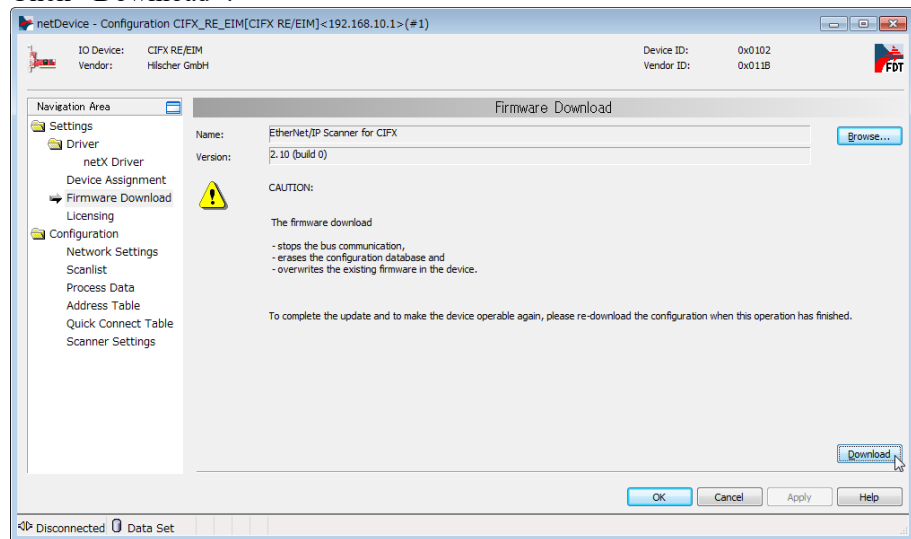 Click "Download".
netDevice - Configuration CIFX_RE_EIM[CIFX RE/EIM]<192.168.10.1>(#1)
IO Device: CIFX RE/EIM Device ID: 0x0102
Vendor: Hilscher GmbH Vendor ID: 0x011B
FDT
Navigation Area
Firmware Download
Settings
Driver
netX Driver
Device Assignment
Firmware Download
Licensing
Configuration
Network Settings
Scanlist
Process Data
Address Table
Quick Connect Table
Scanner Settings
Name: EtherNet/IP Scanner for CIFX Browse...
Version: 2.10 (build 0)
CAUTION:
The firmware download
- stops the bus communication,
- erases the configuration database and
- overwrites the existing firmware in the device.
To complete the update and to make the device operable again, please re-download the configuration when this operation has finished.
Download
OK Cancel Apply Help
Disconnected Data Set